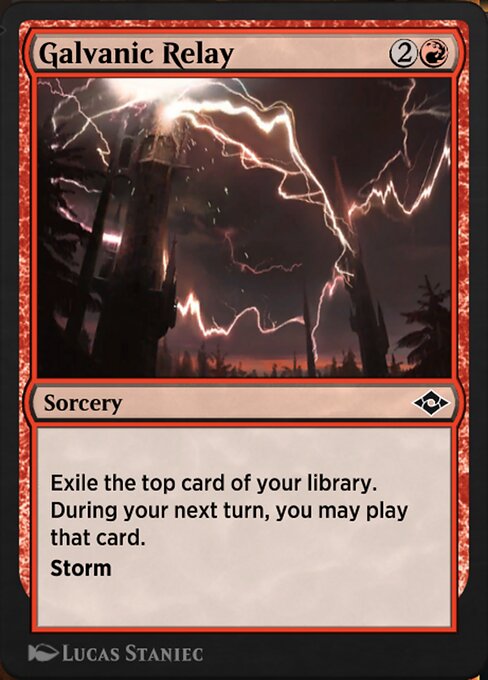 Galvanic Relay 2
Sorcery
Exile the top card of your library.
During your next turn, you may play
that card.
Storm
Lucas Staniec